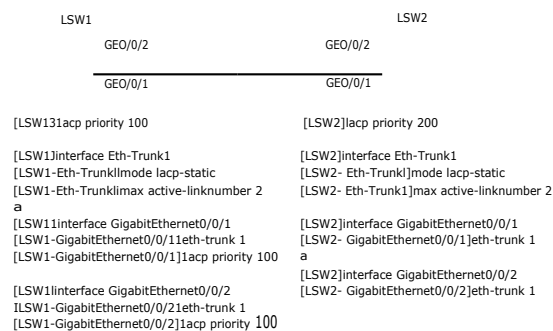 LSW1 LSW2
GEO/0/2 GEO/0/2
GEO/0/1 GEO/0/1
[LSW131acp priority 100
[LSW1Jinterface Eth-Trunk1
[LSW1-Eth-Trunkllmode lacp-static
[LSW1-Eth-Trunklimax active-linknumber 2
a
[LSW11interface GigabitEthernet0/0/1
[LSW1-GigabitEthernet0/0/11eth-trunk 1
[LSW1-GigabitEthernet0/0/1]1acp priority 100
[LSW1linterface GigabitEthernet0/0/2
ILSW1-GigabitEthernet0/0/21eth-trunk 1
[LSW1-GigabitEthernet0/0/2]1acp priority 100
[LSW2]lacp priority 200
[LSW2]interface Eth-Trunk1
[LSW2- Eth-Trunkl]mode lacp-static
[LSW2- Eth-Trunk1]max active-linknumber 2
[LSW2]interface GigabitEthernet0/0/1
[LSW2- GigabitEthernet0/0/1]eth-trunk 1
a
[LSW2]interface GigabitEthernet0/0/2
[LSW2- GigabitEthernet0/0/2]eth-trunk 1